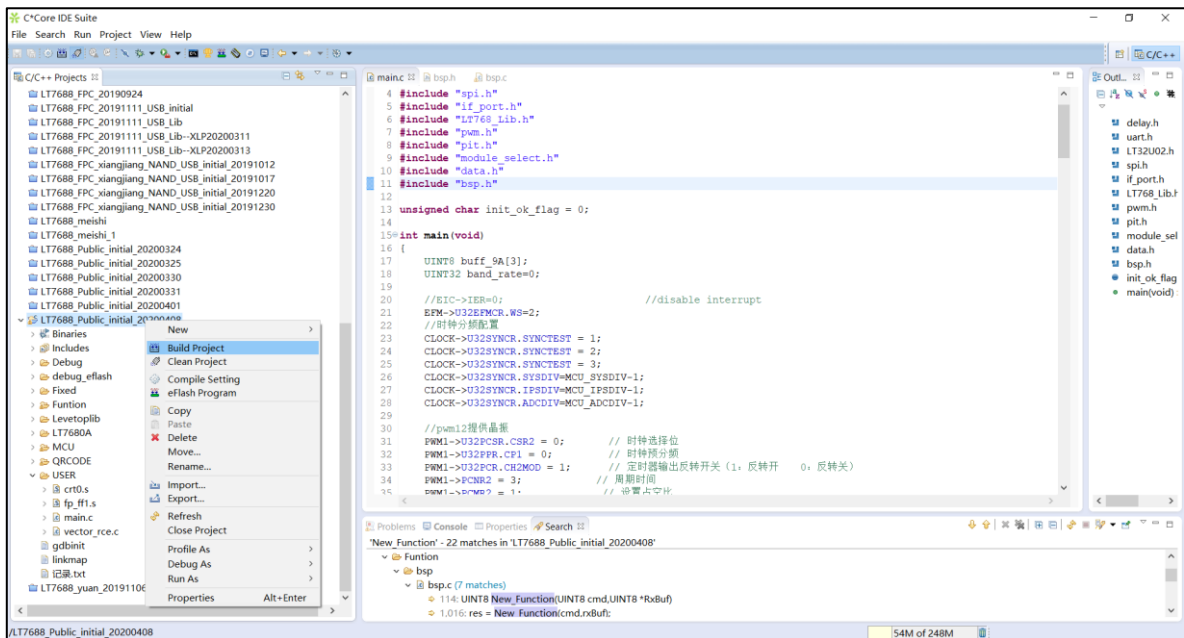 C*Core IDE Suite
File Search Run Project View Help
C/C++
C/C++ Projects
LT7688_FPC_20190924
LT7688_FPC_20191111_USB_initial
LT7688_FPC_20191111_USB_Lib
LT7688_FPC_20191111_USB_Lib--XLP20200311
LT7688_FPC_20191111_USB_Lib--XLP20200313
LT7688_FPC_xiangjiang_NAND_USB_initial_20191012
LT7688_FPC_xiangjiang_NAND_USB_initial_20191017
LT7688_FPC_xiangjiang_NAND_USB_initial_20191220
LT7688_FPC_xiangjiang_NAND_USB_initial_20191230
LT7688_meishi
LT7688_meishi_1
LT7688_Public_initial_20200324
LT7688_Public_initial_20200325
LT7688_Public_initial_20200330
LT7688_Public_initial_20200331
LT7688_Public_initial_20200401
LT7688_Public_initial_20200408
Binaries
Includes
Debug
debug_eflash
Fixed
Funtion
Levetoplib
LT7680A
MCU
QRCODE
USER
crt0.s
fp_ff1.s
main.c
vector_rce.c
gdbinit
linkmap
记录.txt
LT7688_yuan_20191106
New
Build Project
Clean Project
Compile Setting
eFlash Program
Copy
Paste
Delete
Move...
Rename...
Import...
Export...
Refresh
Close Project
Profile As
Debug As
Run As
Properties Alt+Enter
main.c bsp.h bsp.c
4 #include "spi.h"
5 #include "if_port.h"
6 #include "LT768_Lib.h"
7 #include "pwm.h"
8 #include "pit.h"
9 #include "module_select.h"
10 #include "data.h"
11 #include "bsp.h"
12
13 unsigned char init_ok_flag = 0;
14
15 int main(void)
16 {
17 UINT8 buff_9A[3];
18 UINT32 band_rate=0;
19
20 //EIC->IER=0; //disable interrupt
21 EFM->U32EFMCR.WS=2;
22 //时钟分频配置
23 CLOCK->U32SYNCR.SYNCTEST = 1;
24 CLOCK->U32SYNCR.SYNCTEST = 2;
25 CLOCK->U32SYNCR.SYNCTEST = 3;
26 CLOCK->U32SYNCR.SYSDIV=MCU_SYSDIV-1;
27 CLOCK->U32SYNCR.IPSDIV=MCU_IPSDIV-1;
28 CLOCK->U32SYNCR.ADCDIV=MCU_ADCDIV-1;
29
30 //pwm12提供晶振
31 PWM1->U32PCSR.CSR2 = 0; // 时钟选择位
32 PWM1->U32PPR.CP1 = 0; // 时钟预分频
33 PWM1->U32PCR.CH2MOD = 1; // 定时器输出反转开关（1：反转开 0：反转关）
34 PWM1->PCNR2 = 3; // 周期时间
35 PWM1->PCMR2 = 1; // 设置占空比
Outl...
delay.h
uart.h
LT32U02.h
spi.h
if_port.h
LT768_Lib.h
pwm.h
pit.h
module_sel
data.h
bsp.h
init_ok_flag
main(void) :
Problems Console Properties Search
'New_Function' - 22 matches in 'LT7688_Public_initial_20200408'
Funtion
bsp
bsp.c (7 matches)
114: UINT8 New_Function(UINT8 cmd,UINT8 *RxBuf)
1,016: res = New_Function(cmd,rxBuf);
/LT7688_Public_initial_20200408
54M of 248M